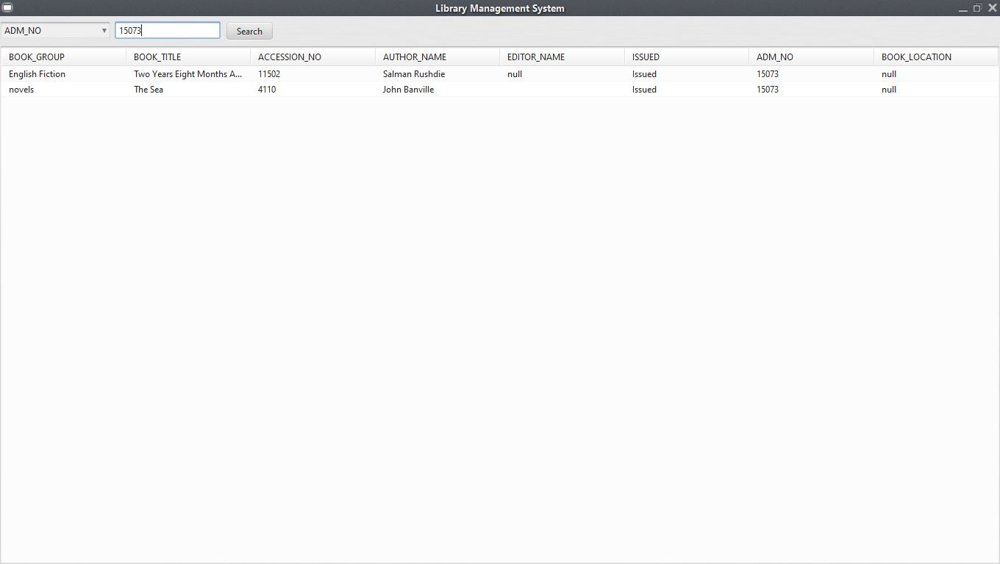 Library Management System
ADM_NO 15073 Search
BOOK_GROUP BOOK_TITLE ACCESSION_NO AUTHOR_NAME EDITOR_NAME ISSUED ADM_NO BOOK_LOCATION
English Fiction Two Years Eight Months A... 11502 Salman Rushdie null Issued 15073 null
novels The Sea 4110 John Banville Issued 15073 null